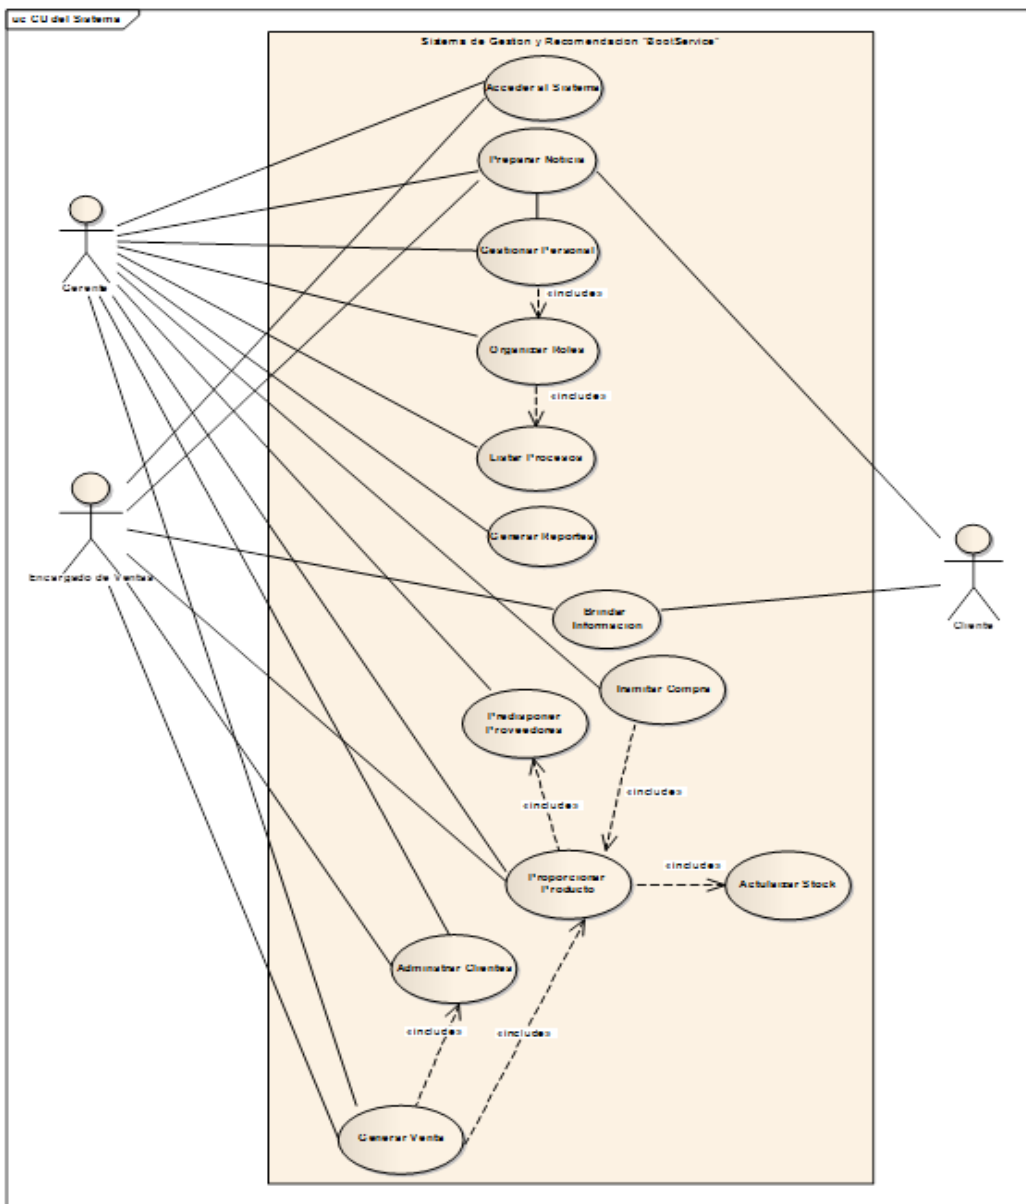 uc CU del Sistema
Sistema de Gestion y Recomendacion "BootService"
Acceder al Sistema
Preparar Noticia
Gerente
Gestionar Personal
«include»
Organizar Roles
«include»
Listar Procesos
Generar Reportes
Encargado de Ventas
Brindar
Informacion
Cliente
Tramitar Compra
Predisponer
Proveedores
«include»
«include»
«include»
Proporcionar
Producto
Actulaizar Stock
Administrar Clientes
«include»
«include»
Generar Venta